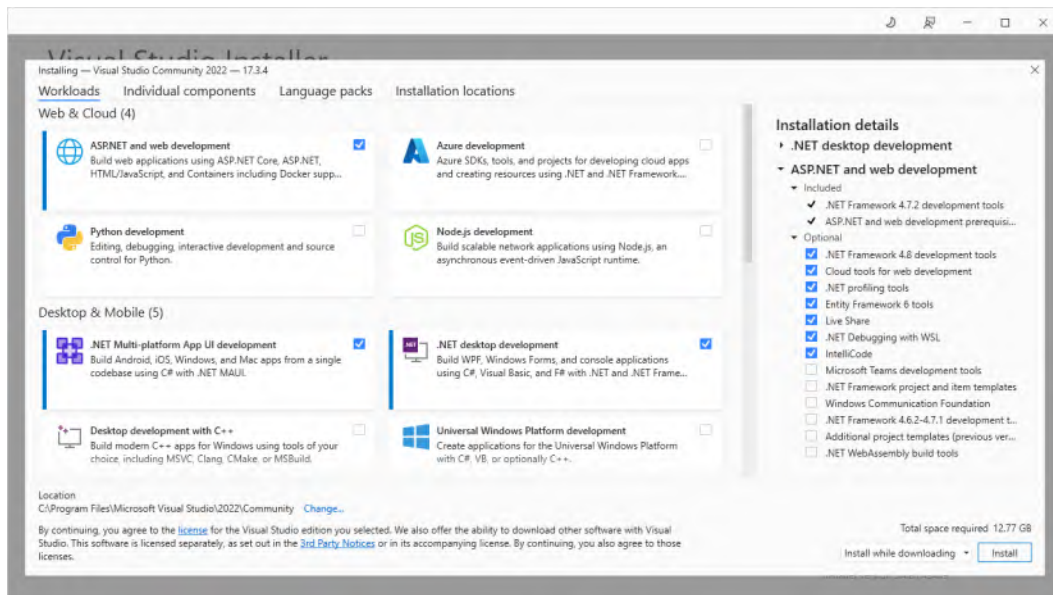 Visual Studio Installer
Installing — Visual Studio Community 2022 — 17.3.4
Workloads Individual components Language packs Installation locations
Web & Cloud (4)
ASP.NET and web development
Build web applications using ASP.NET Core, ASP.NET,
HTML/JavaScript, and Containers including Docker supp...
Azure development
Azure SDKs, tools, and projects for developing cloud apps
and creating resources using .NET and .NET Framework....
Python development
Editing, debugging, interactive development and source
control for Python.
JS
Node.js development
Build scalable network applications using Node.js, an
asynchronous event-driven JavaScript runtime.
Desktop & Mobile (5)
.NET Multi-platform App UI development
Build Android, iOS, Windows, and Mac apps from a single
codebase using C# with .NET MAUI.
.NET
.NET desktop development
Build WPF, Windows Forms, and console applications
using C#, Visual Basic, and F# with .NET and .NET Frame...
Desktop development with C++
Build modern C++ apps for Windows using tools of your
choice, including MSVC, Clang, CMake, or MSBuild.
Universal Windows Platform development
Create applications for the Universal Windows Platform
with C#, VB, or optionally C++.
Installation details
.NET desktop development
ASP.NET and web development
Included
.NET Framework 4.7.2 development tools
ASP.NET and web development prerequisi...
Optional
.NET Framework 4.8 development tools
Cloud tools for web development
.NET profiling tools
Entity Framework 6 tools
Live Share
.NET Debugging with WSL
IntelliCode
Microsoft Teams development tools
.NET Framework project and item templates
Windows Communication Foundation
.NET Framework 4.6.2-4.7.1 development t...
Additional project templates (previous ver...
.NET WebAssembly build tools
Location
C:\Program Files\Microsoft Visual Studio\2022\Community Change...
By continuing, you agree to the license for the Visual Studio edition you selected. We also offer the ability to download other software with Visual
Studio. This software is licensed separately, as set out in the 3rd Party Notices or in its accompanying license. By continuing, you also agree to those
licenses.
Total space required 12.77 GB
Install while downloading Install